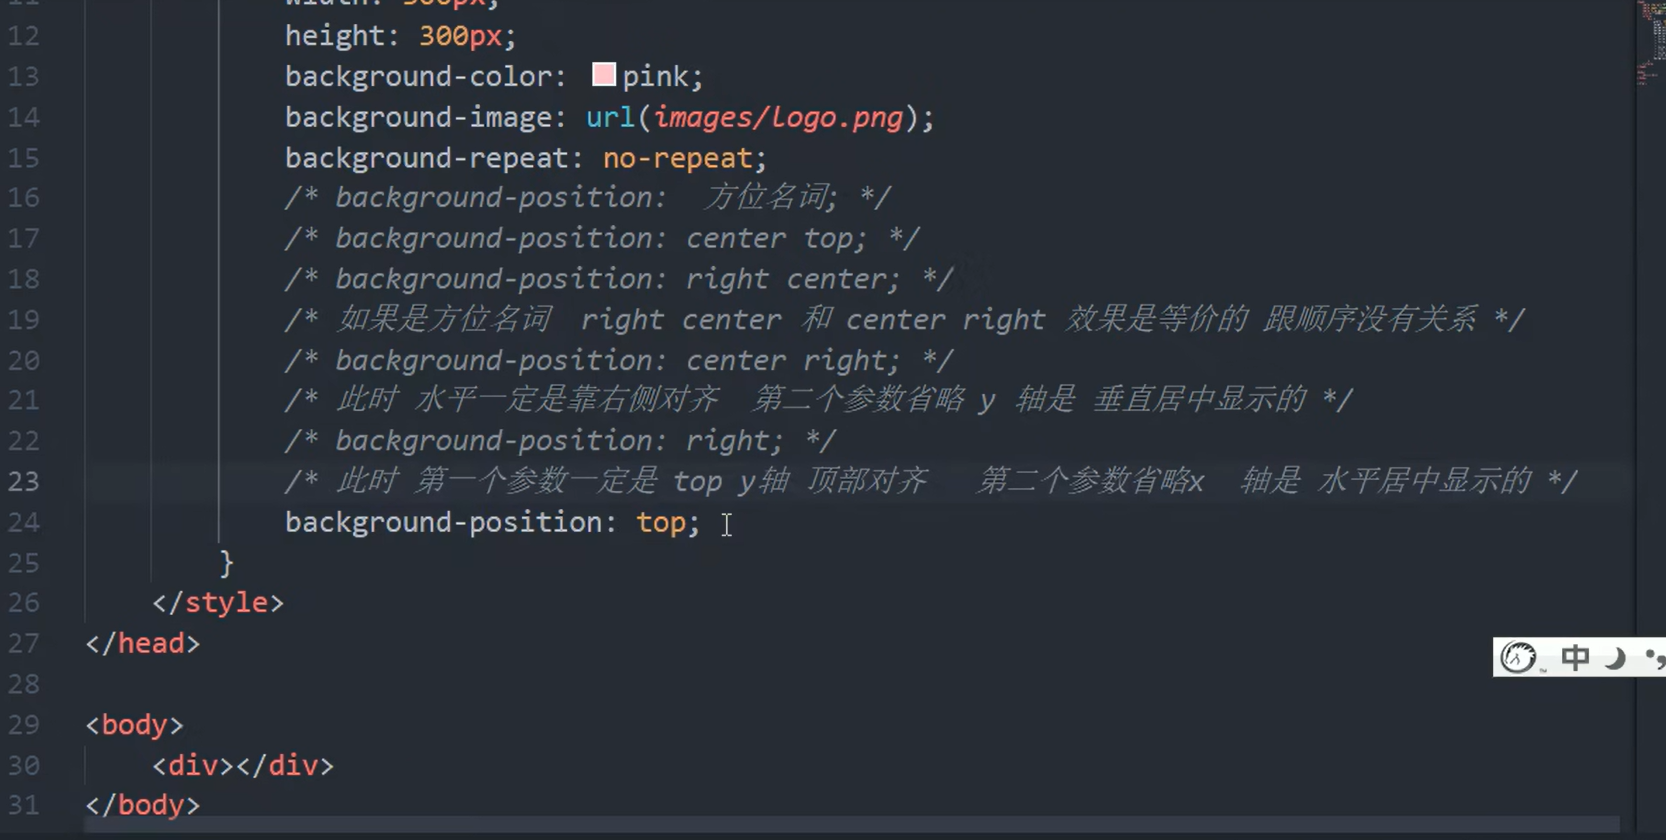 12 height: 300px;
13 background-color: pink;
14 background-image: url(images/logo.png);
15 background-repeat: no-repeat;
16 /* background-position:  方位名词; */
17 /* background-position: center top; */
18 /* background-position: right center; */
19 /* 如果是方位名词  right center 和 center right 效果是等价的 跟顺序没有关系 */
20 /* background-position: center right; */
21 /* 此时 水平一定是靠右侧对齐  第二个参数省略 y 轴是 垂直居中显示的 */
22 /* background-position: right; */
23 /* 此时 第一个参数一定是 top y轴 顶部对齐   第二个参数省略x  轴是 水平居中显示的 */
24 background-position: top;
25 }
26 </style>
27 </head>
28
29 <body>
30 <div></div>
31 </body>
中